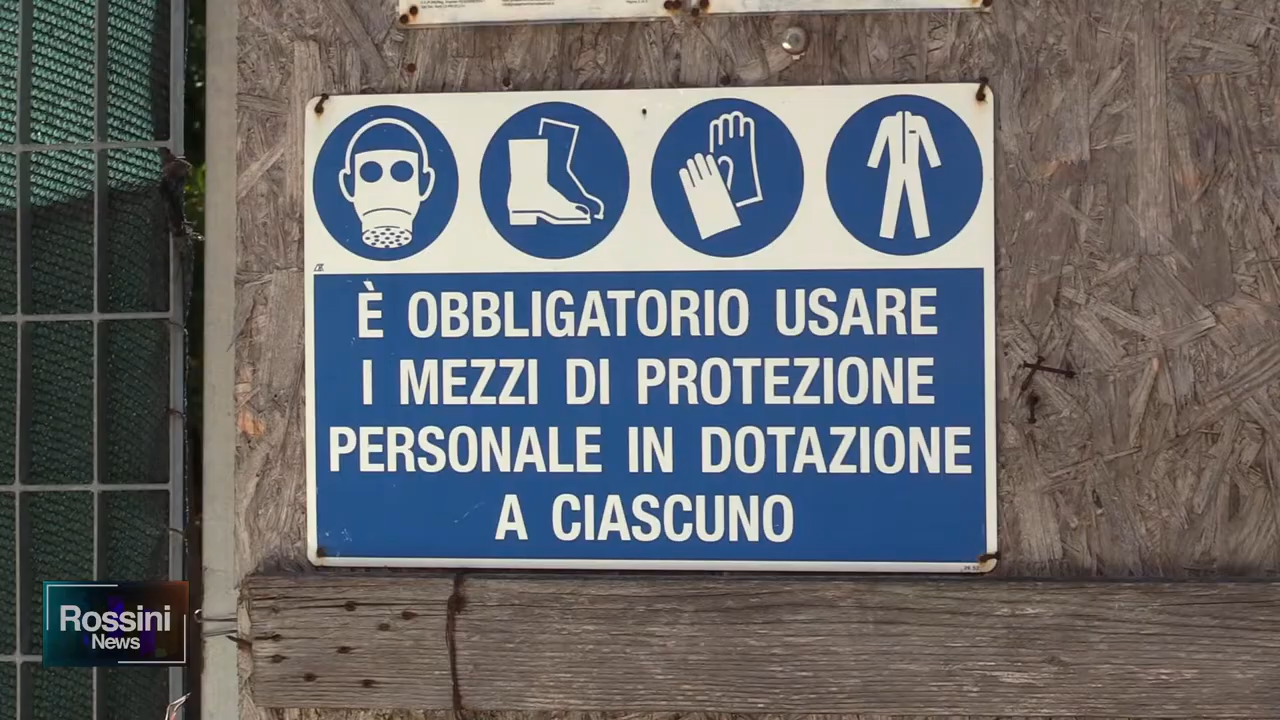 È OBBLIGATORIO USARE
I MEZZI DI PROTEZIONE
PERSONALE IN DOTAZIONE
A CIASCUNO
Rossini
News